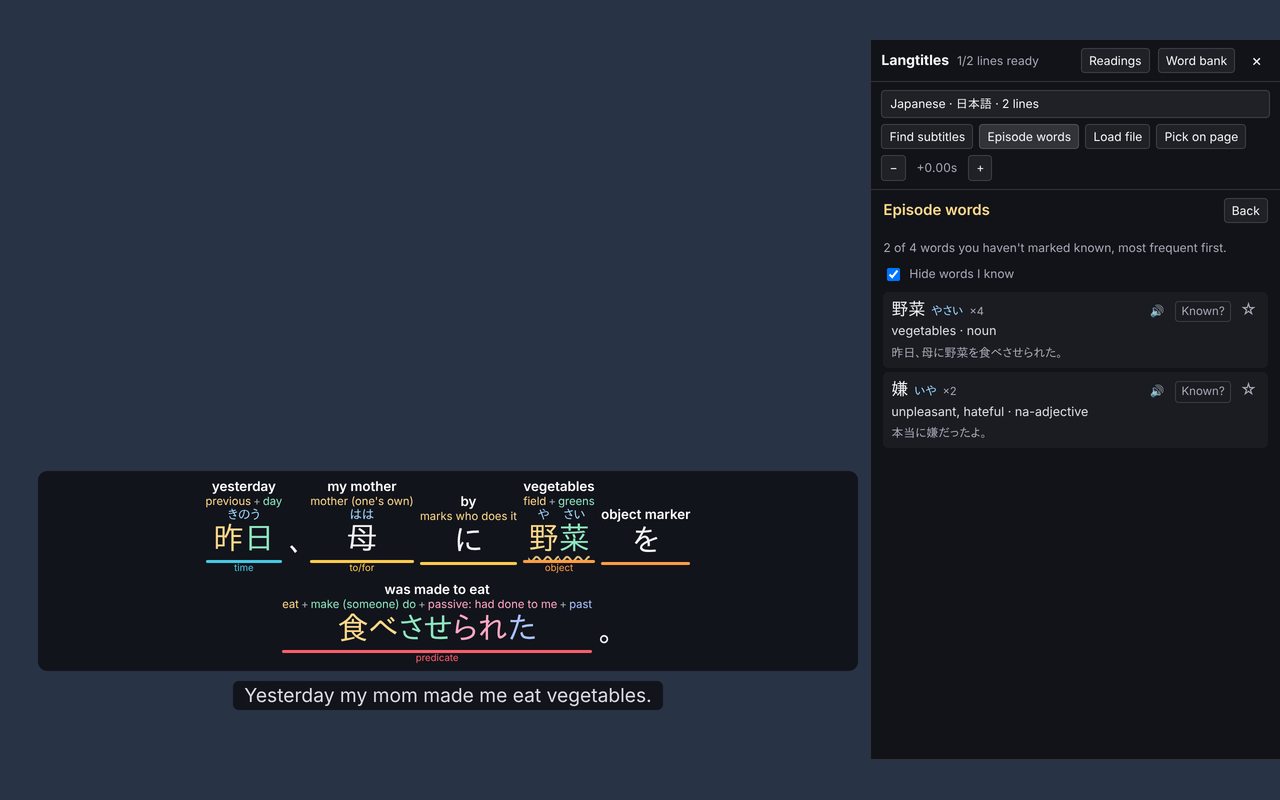 Langtitles 1/2 lines ready Readings Word bank ×
Japanese · 日本語 · 2 lines
Find subtitles Episode words Load file Pick on page
− +0.00s +
Episode words Back
2 of 4 words you haven't marked known, most frequent first.
Hide words I know
野菜 やさい ×4 Known?
vegetables · noun
昨日、母に野菜を食べさせられた。
嫌 いや ×2 Known?
unpleasant, hateful · na-adjective
本当に嫌だったよ。
yesterday my mother by vegetables object marker
previous + day mother (one's own) marks who does it field + greens
きのう はは や さい
昨日、母に野菜を
time to/for object
was made to eat
eat + make (someone) do + passive: had done to me + past
食べさせられた。
predicate
Yesterday my mom made me eat vegetables.